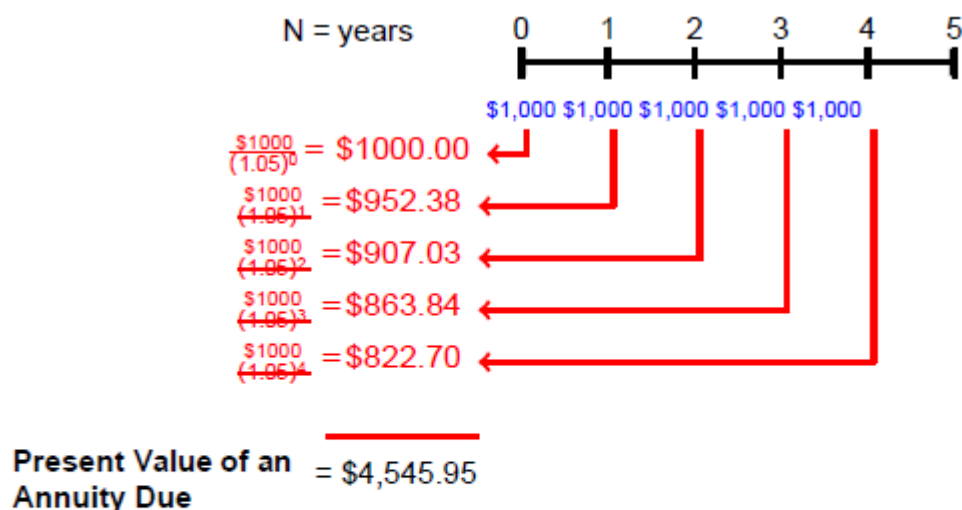 N = years 0 1 2 3 4 5
$1,000 $1,000 $1,000 $1,000 $1,000
$1000
(1.05)⁰ = $1000.00
$1000
(1.05)¹ =$952.38
$1000
(1.05)² =$907.03
$1000
(1.05)³ =$863.84
$1000
(1.05)⁴ =$822.70
Present Value of an
Annuity Due = $4,545.95